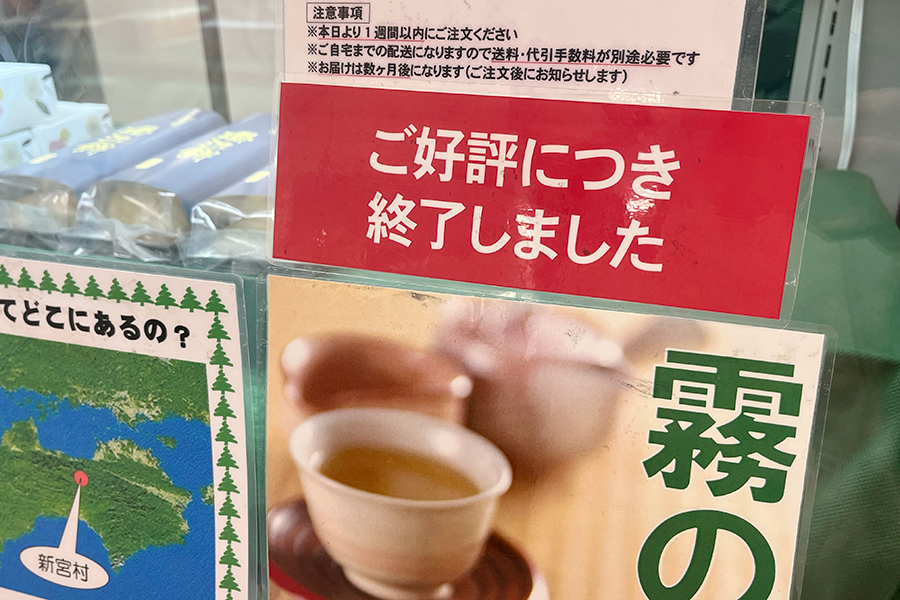 注意事項
※本日より1週間以内にご注文ください
※ご自宅までの配送になりますので送料・代引手数料が別途必要です
※お届けは数ヶ月後になります(ご注文後にお知らせします)
ご好評につき
終了しました
てどこにあるの?
新宮村
霧の